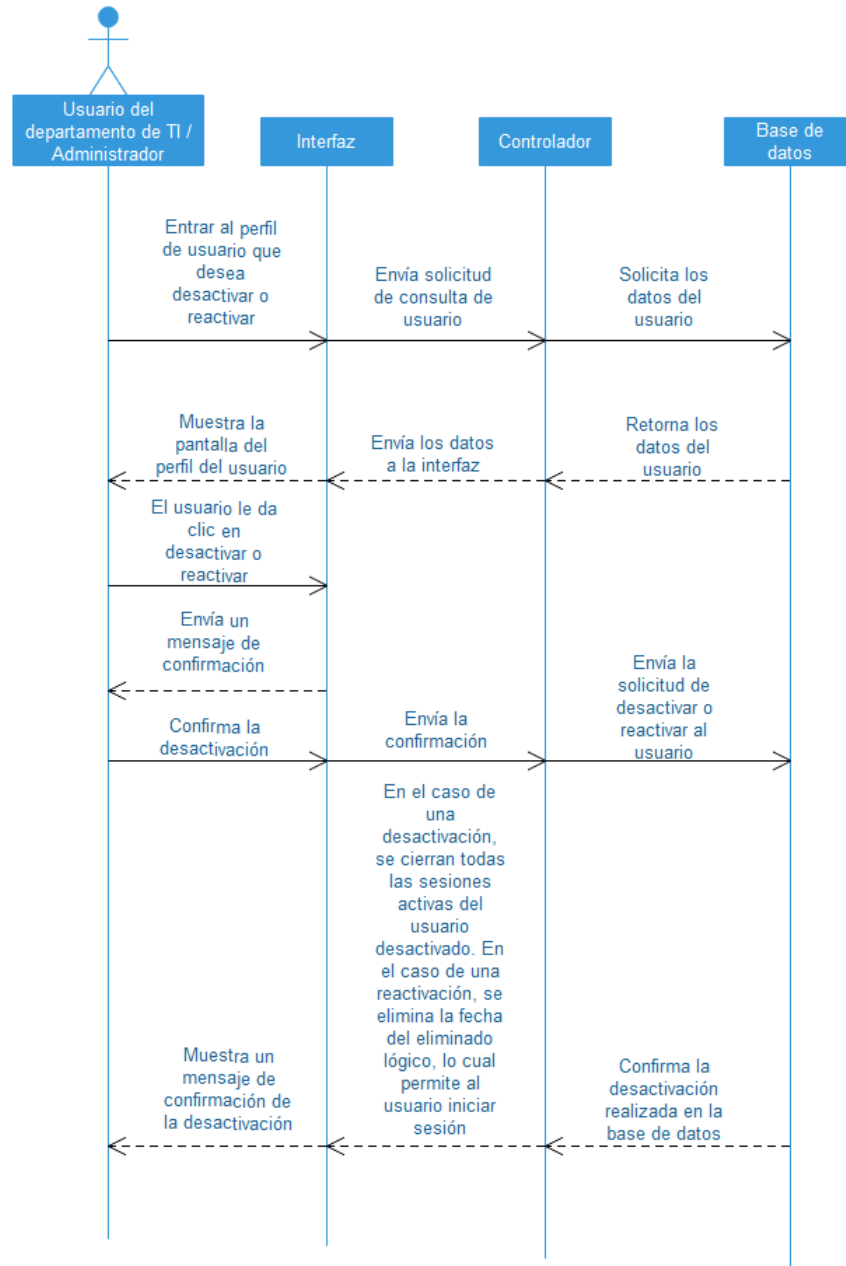 Usuario del
departamento de TI /
Administrador
Interfaz
Controlador
Base de
datos
Entrar al perfil
de usuario que
desea
desactivar o
reactivar
Envía solicitud
de consulta de
usuario
Solicita los
datos del
usuario
Muestra la
pantalla del
perfil del usuario
Envía los datos
a la interfaz
Retorna los
datos del
usuario
El usuario le da
clic en
desactivar o
reactivar
Envía un
mensaje de
confirmación
Confirma la
desactivación
Envía la
confirmación
Envía la
solicitud de
desactivar o
reactivar al
usuario
En el caso de
una
desactivación,
se cierran todas
las sesiones
activas del
usuario
desactivado. En
el caso de una
reactivación, se
elimina la fecha
del eliminado
lógico, lo cual
permite al
usuario iniciar
sesión
Muestra un
mensaje de
confirmación de
la desactivación
Confirma la
desactivación
realizada en la
base de datos